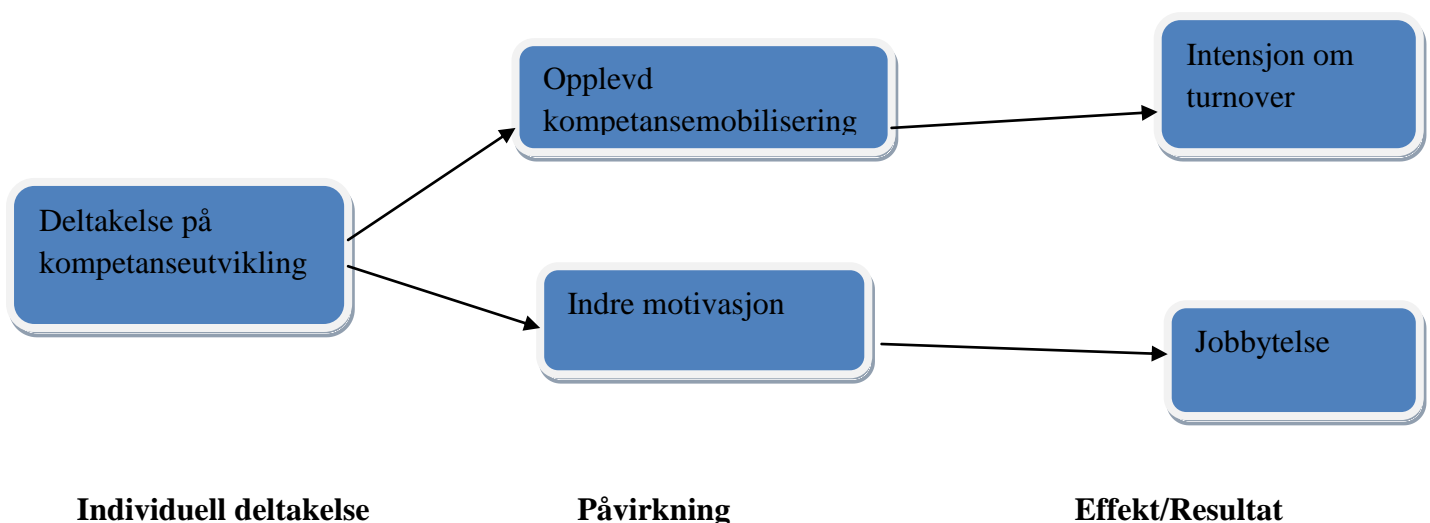 Opplevd
kompetansemobilisering
Intensjon om
turnover
Deltakelse på
kompetanseutvikling
Indre motivasjon
Jobbytelse
Individuell deltakelse
Påvirkning
Effekt/Resultat